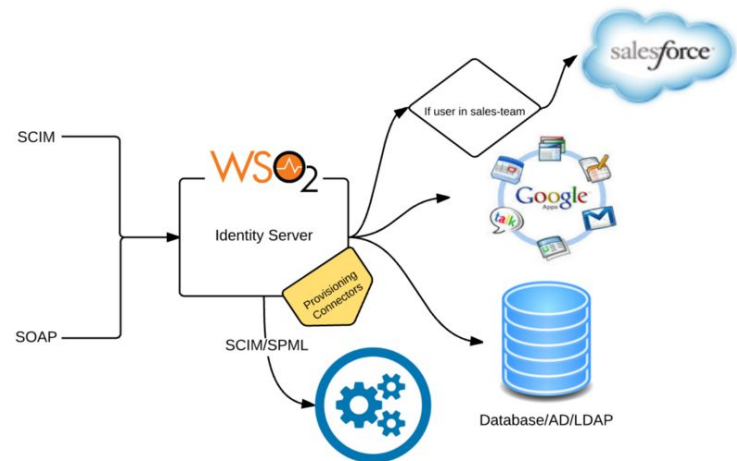 salesforce
If user in sales-team
SCIM
WSO2
Google
Apps
talk
M
Identity Server
Provisioning
Connectors
SOAP
SCIM/SPML
Database/AD/LDAP